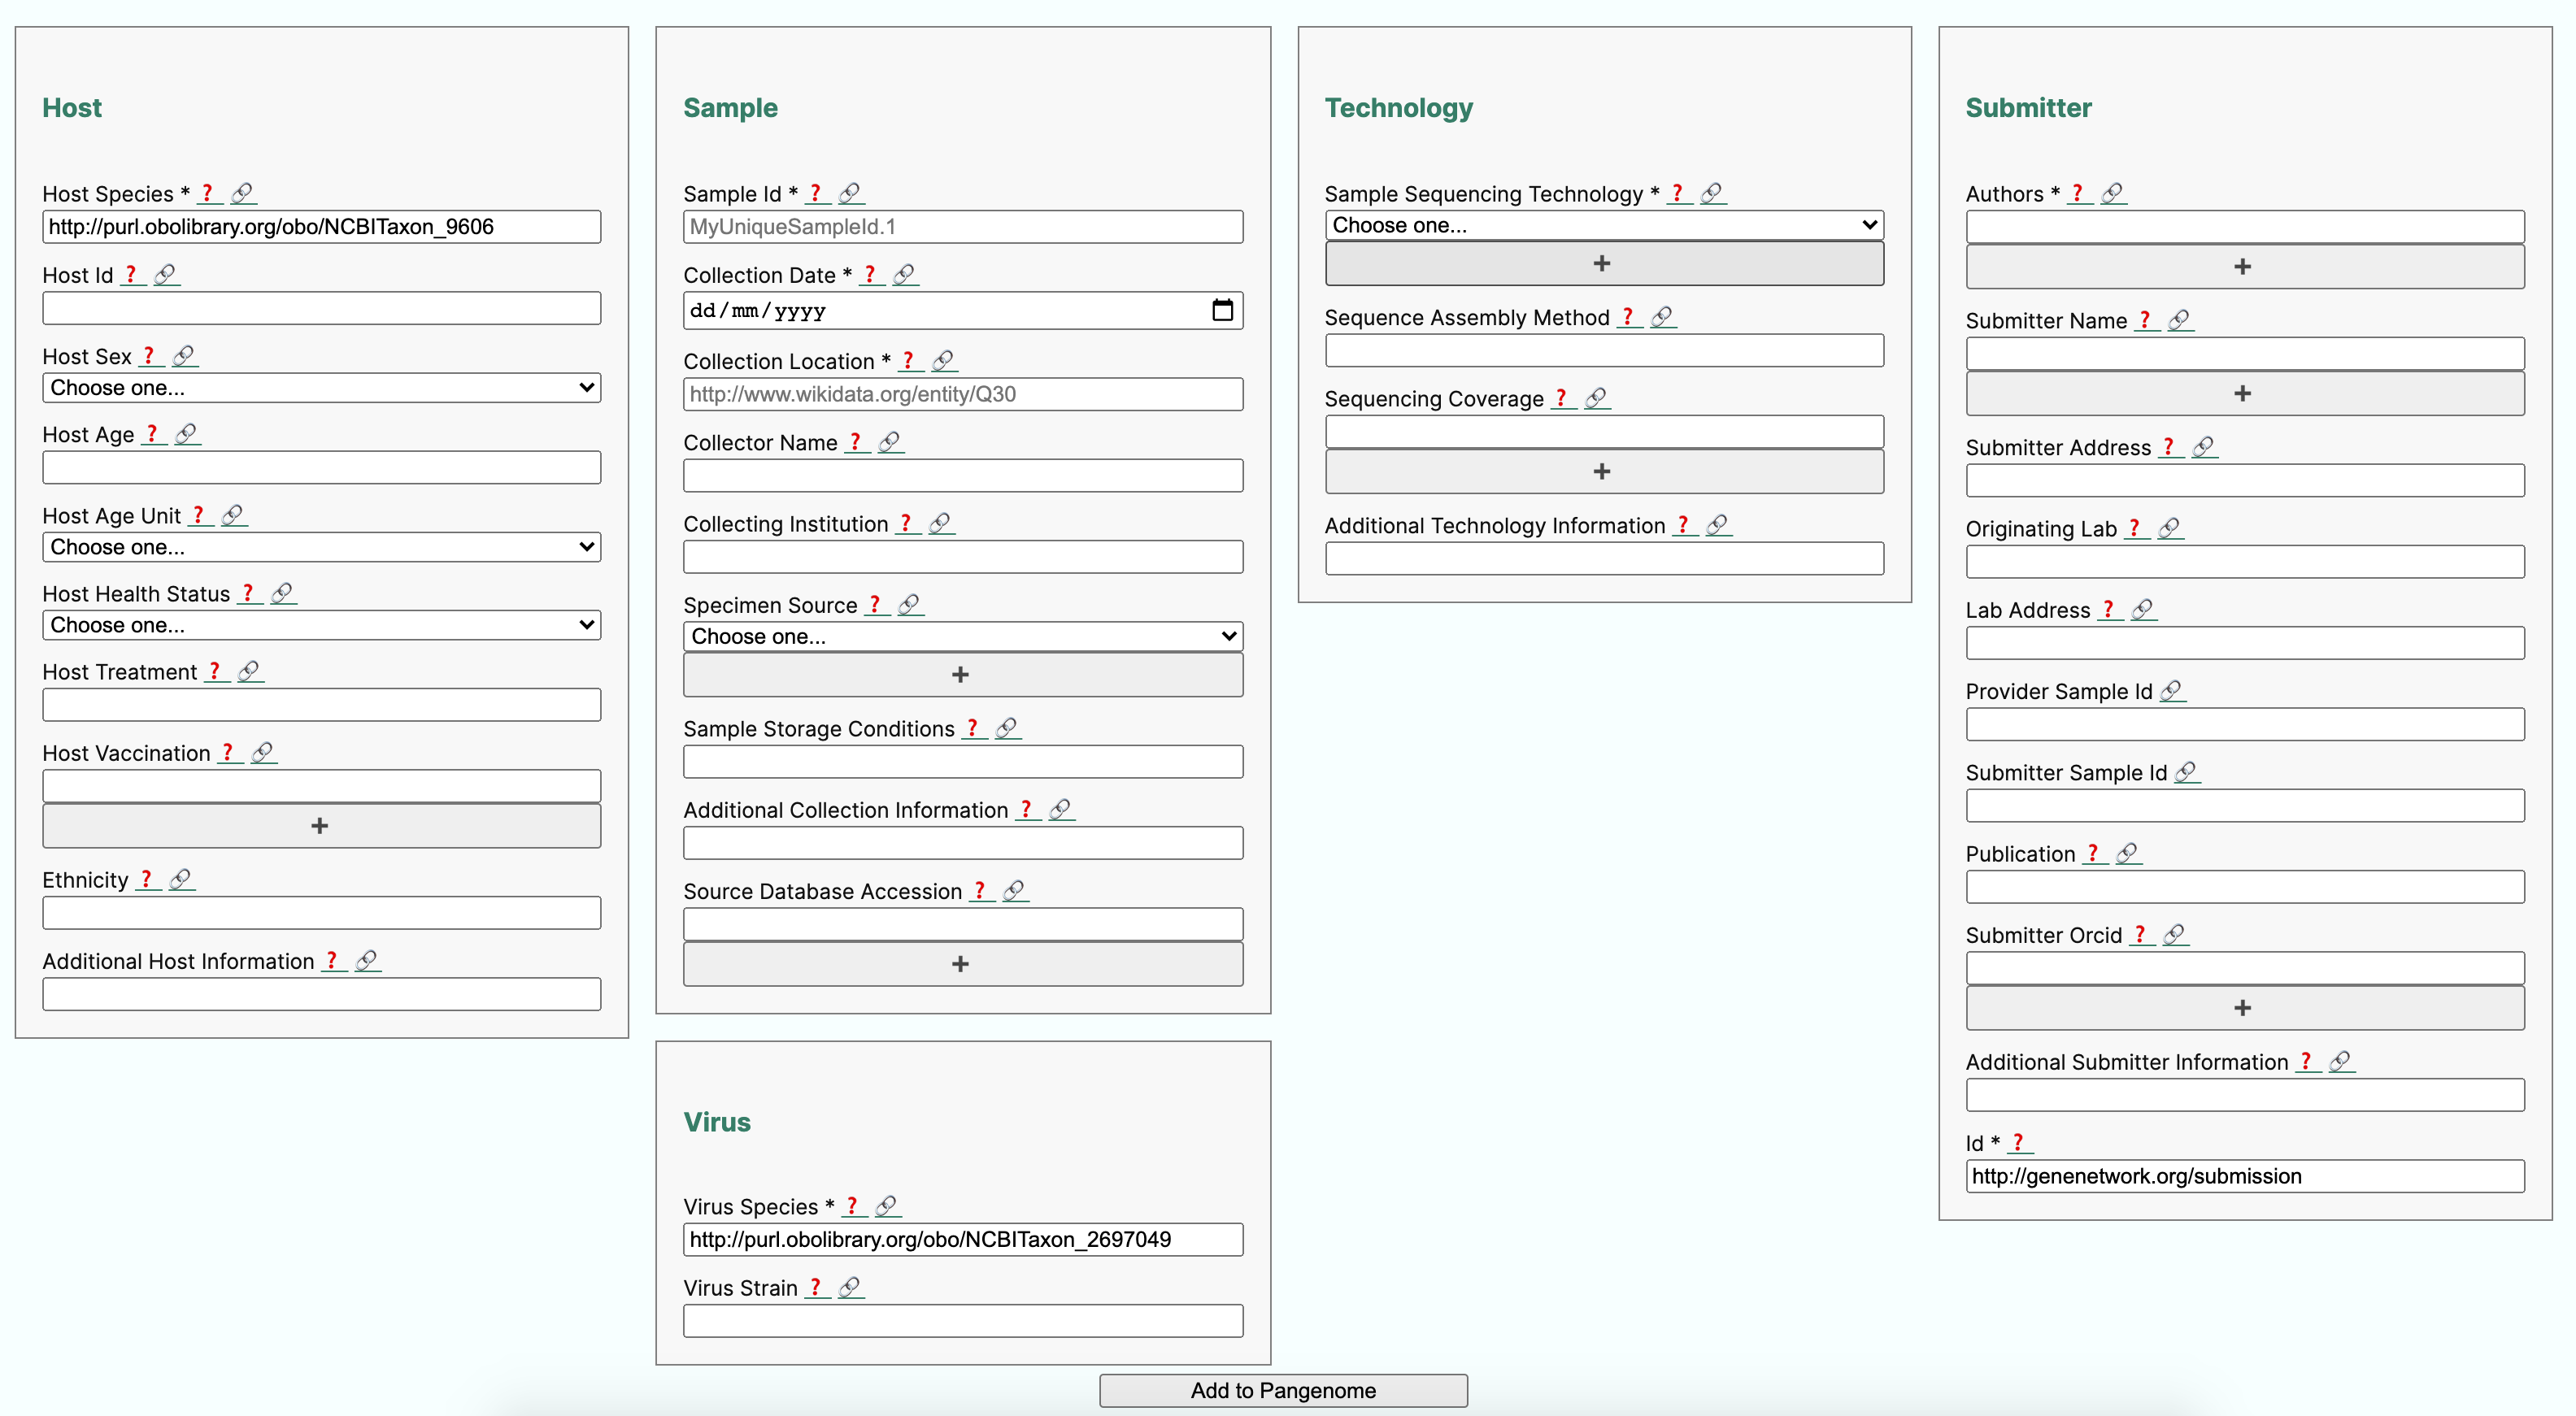 Host
Host Species * ?
http://purl.obolibrary.org/obo/NCBITaxon_9606
Host Id ?
Host Sex ?
Choose one...
Host Age ?
Host Age Unit ?
Choose one...
Host Health Status ?
Choose one...
Host Treatment ?
Host Vaccination ?
+
Ethnicity ?
Additional Host Information ?
Sample
Sample Id * ?
MyUniqueSampleId.1
Collection Date * ?
dd/mm/yyyy
Collection Location * ?
http://www.wikidata.org/entity/Q30
Collector Name ?
Collecting Institution ?
Specimen Source ?
Choose one...
+
Sample Storage Conditions ?
Additional Collection Information ?
Source Database Accession ?
+
Virus
Virus Species * ?
http://purl.obolibrary.org/obo/NCBITaxon_2697049
Virus Strain ?
Technology
Sample Sequencing Technology * ?
Choose one...
+
Sequence Assembly Method ?
Sequencing Coverage ?
+
Additional Technology Information ?
Submitter
Authors * ?
+
Submitter Name ?
+
Submitter Address ?
Originating Lab ?
Lab Address ?
Provider Sample Id
Submitter Sample Id
Publication ?
Submitter Orcid ?
+
Additional Submitter Information ?
Id * ?
http://genenetwork.org/submission
Add to Pangenome